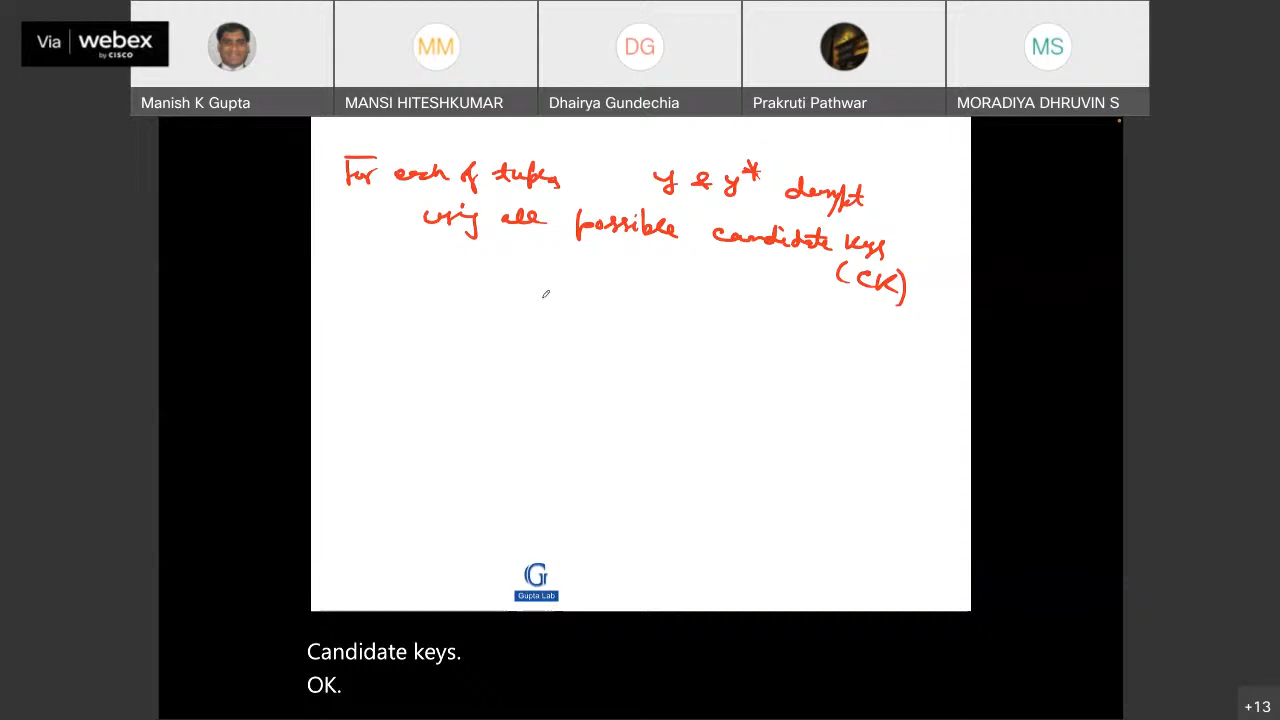 Via webex
by CISCO
MM
DG
MS
Manish K Gupta
MANSI HITESHKUMAR
Dhairya Gundechia
Prakruti Pathwar
MORADIYA DHRUVIN S
For each of tuples y & y* decrypt
using all possible candidate keys
(CK)
G
Gupta Lab
Candidate keys.
OK.
+13